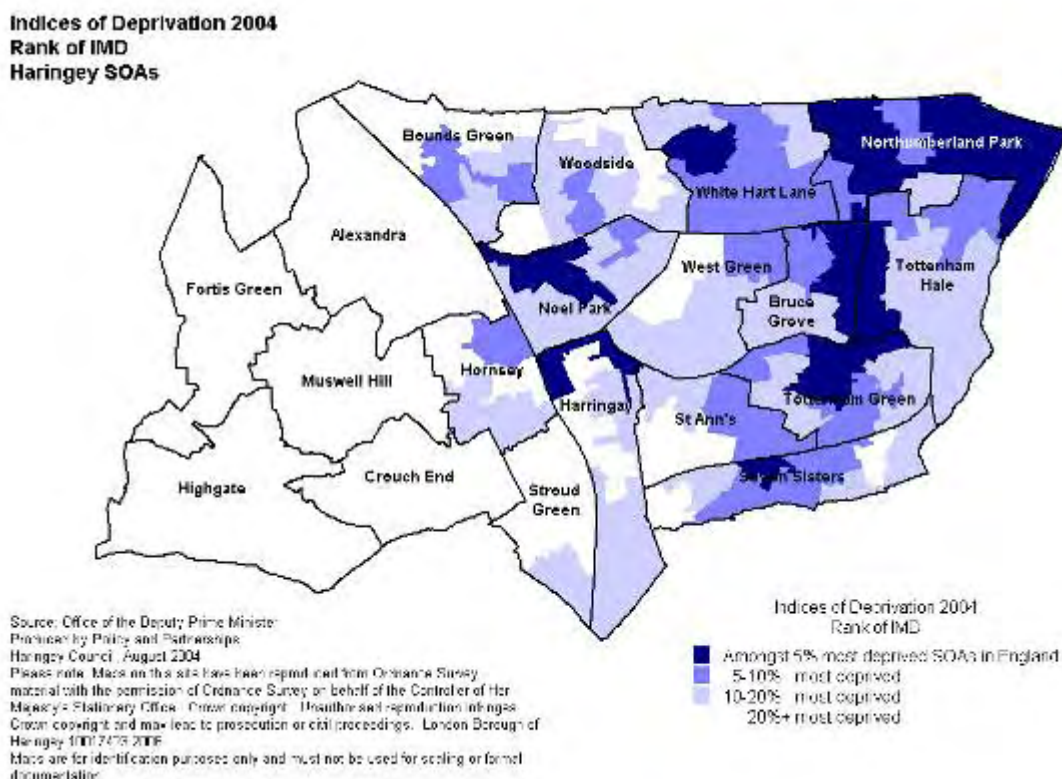 Indices of Deprivation 2004
Rank of IMD
Haringey SOAs
Bounds Green
Woodside
Northumberland Park
White Hart Lane
Alexandra
Fortis Green
West Green
Tottenham
Hale
Noel Park
Bruce
Grove
Hornsey
Muswell Hill
Harringay
Tottenham Green
St Ann's
Crouch End
Highgate
Stroud
Green
Seven Sisters
Source: Office of the Deputy Prime Minister
Produced by Policy and Partnerships
Haringey Council, August 2004
Please note: Maps on this site have been reproduced from Ordnance Survey
material with the permission of Ordnance Survey on behalf of the Controller of Her
Majesty's Stationery Office. Crown copyright. Unauthorised reproduction infringes
Crown copyright and may lead to prosecution or civil proceedings. London Borough of
Haringey
Maps are for identification purposes only and must not be used for scaling or formal
documentation
Indices of Deprivation 2004
Rank of IMD
Amongst 5% most deprived SOAs in England
5-10% most deprived
10-20% most deprived
20%+ most deprived